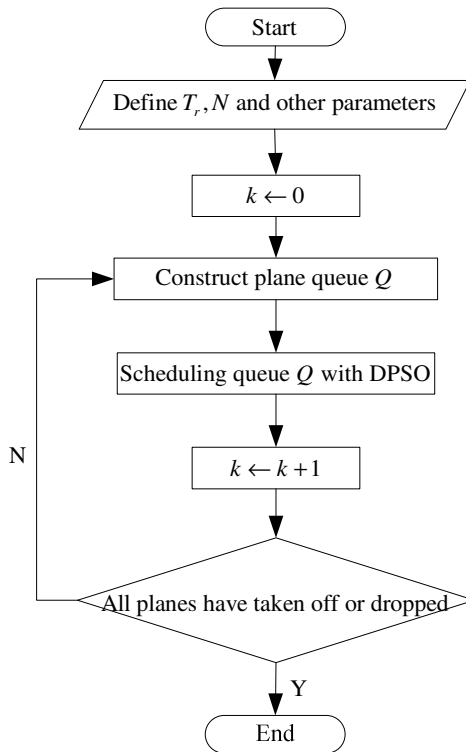 Start
Define T_r, N and other parameters
k ← 0
Construct plane queue Q
Scheduling queue Q with DPSO
N
k ← k + 1
All planes have taken off or dropped
Y
End